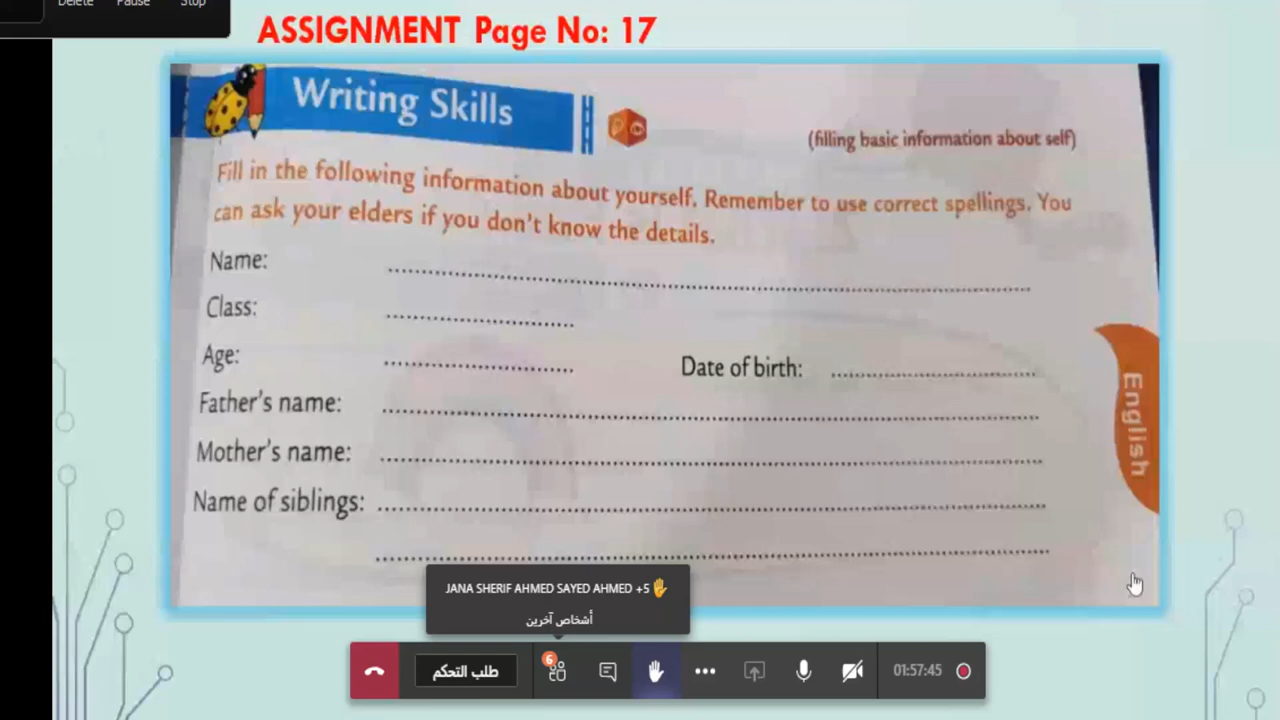 Delete Pause Stop
ASSIGNMENT Page No: 17
Writing Skills
(filling basic information about self)
Fill in the following information about yourself. Remember to use correct spellings. You
can ask your elders if you don't know the details.
Name: ........................................
Class: ....................
Age: .................... Date of birth: ....................
Father's name: ........................................
Mother's name: ........................................
Name of siblings: ........................................
........................................
English
JANA SHERIF AHMED SAYED AHMED +5
أشخاص آخرين
طلب التحكم
6
01:57:45